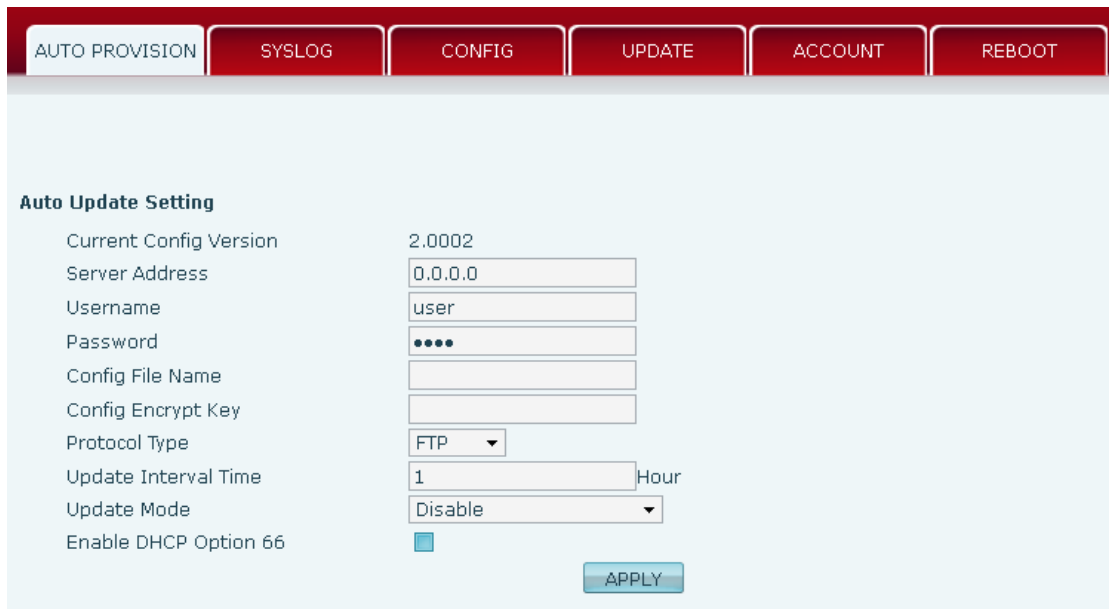 AUTO PROVISION SYSLOG CONFIG UPDATE ACCOUNT REBOOT
Auto Update Setting
Current Config Version 2.0002
Server Address 0.0.0.0
Username user
Password ••••
Config File Name
Config Encrypt Key
Protocol Type FTP
Update Interval Time 1 Hour
Update Mode Disable
Enable DHCP Option 66
APPLY